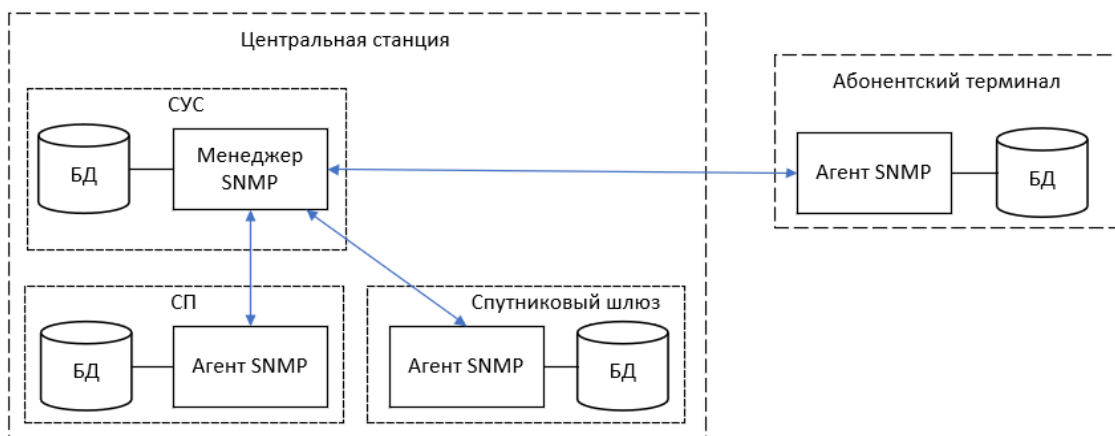 Центральная станция
СУС
БД
Менеджер
SNMP
Абонентский терминал
Агент SNMP
БД
СП
БД
Агент SNMP
Спутниковый шлюз
Агент SNMP
БД